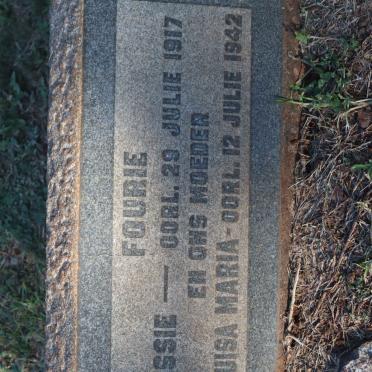 FOURIE
SSIE — OORL. 29 JULIE 1917
EN ONS MOEDER
UISA MARIA - OORL. 12 JULIE 1942